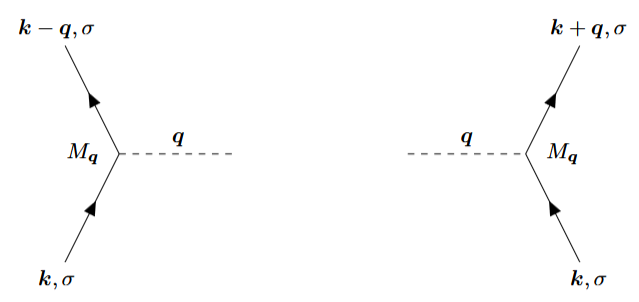 k − q, σ
k + q, σ
M_q
q
q
M_q
k, σ
k, σ